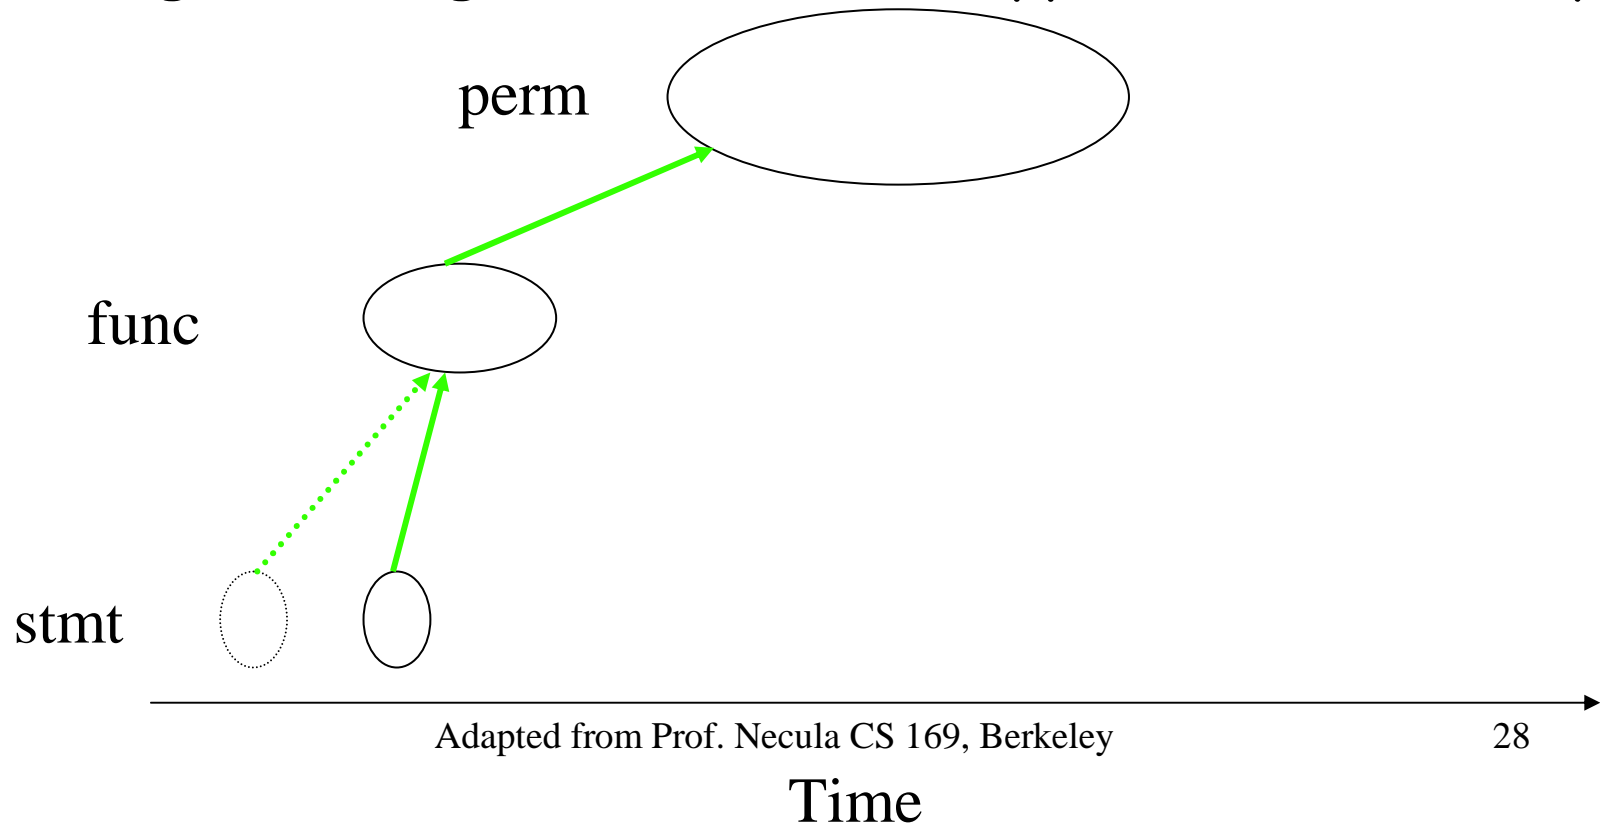 perm
func
stmt
Adapted from Prof. Necula CS 169, Berkeley 28
Time